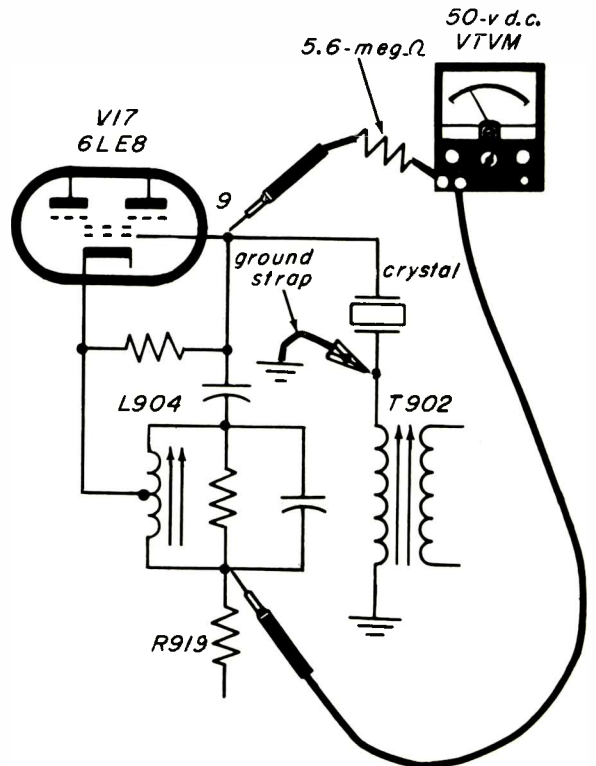 50-v d.c.
VTVM
5.6-meg.Ω
V17
6LE8
9
ground
strap
crystal
L904
T902
R919